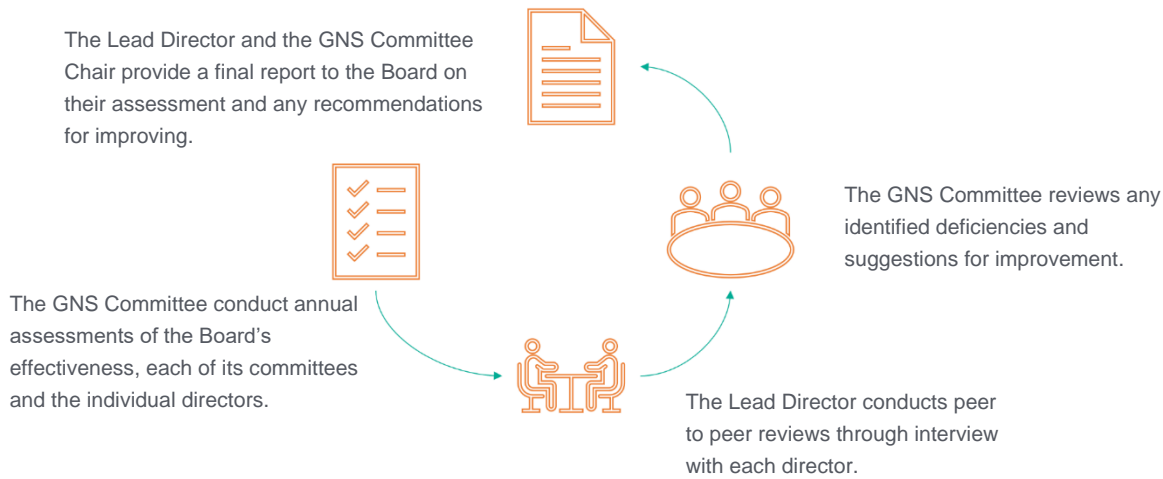 The Lead Director and the GNS Committee
Chair provide a final report to the Board on
their assessment and any recommendations
for improving.
The GNS Committee reviews any
identified deficiencies and
suggestions for improvement.
The GNS Committee conduct annual
assessments of the Board’s
effectiveness, each of its committees
and the individual directors.
The Lead Director conducts peer
to peer reviews through interview
with each director.